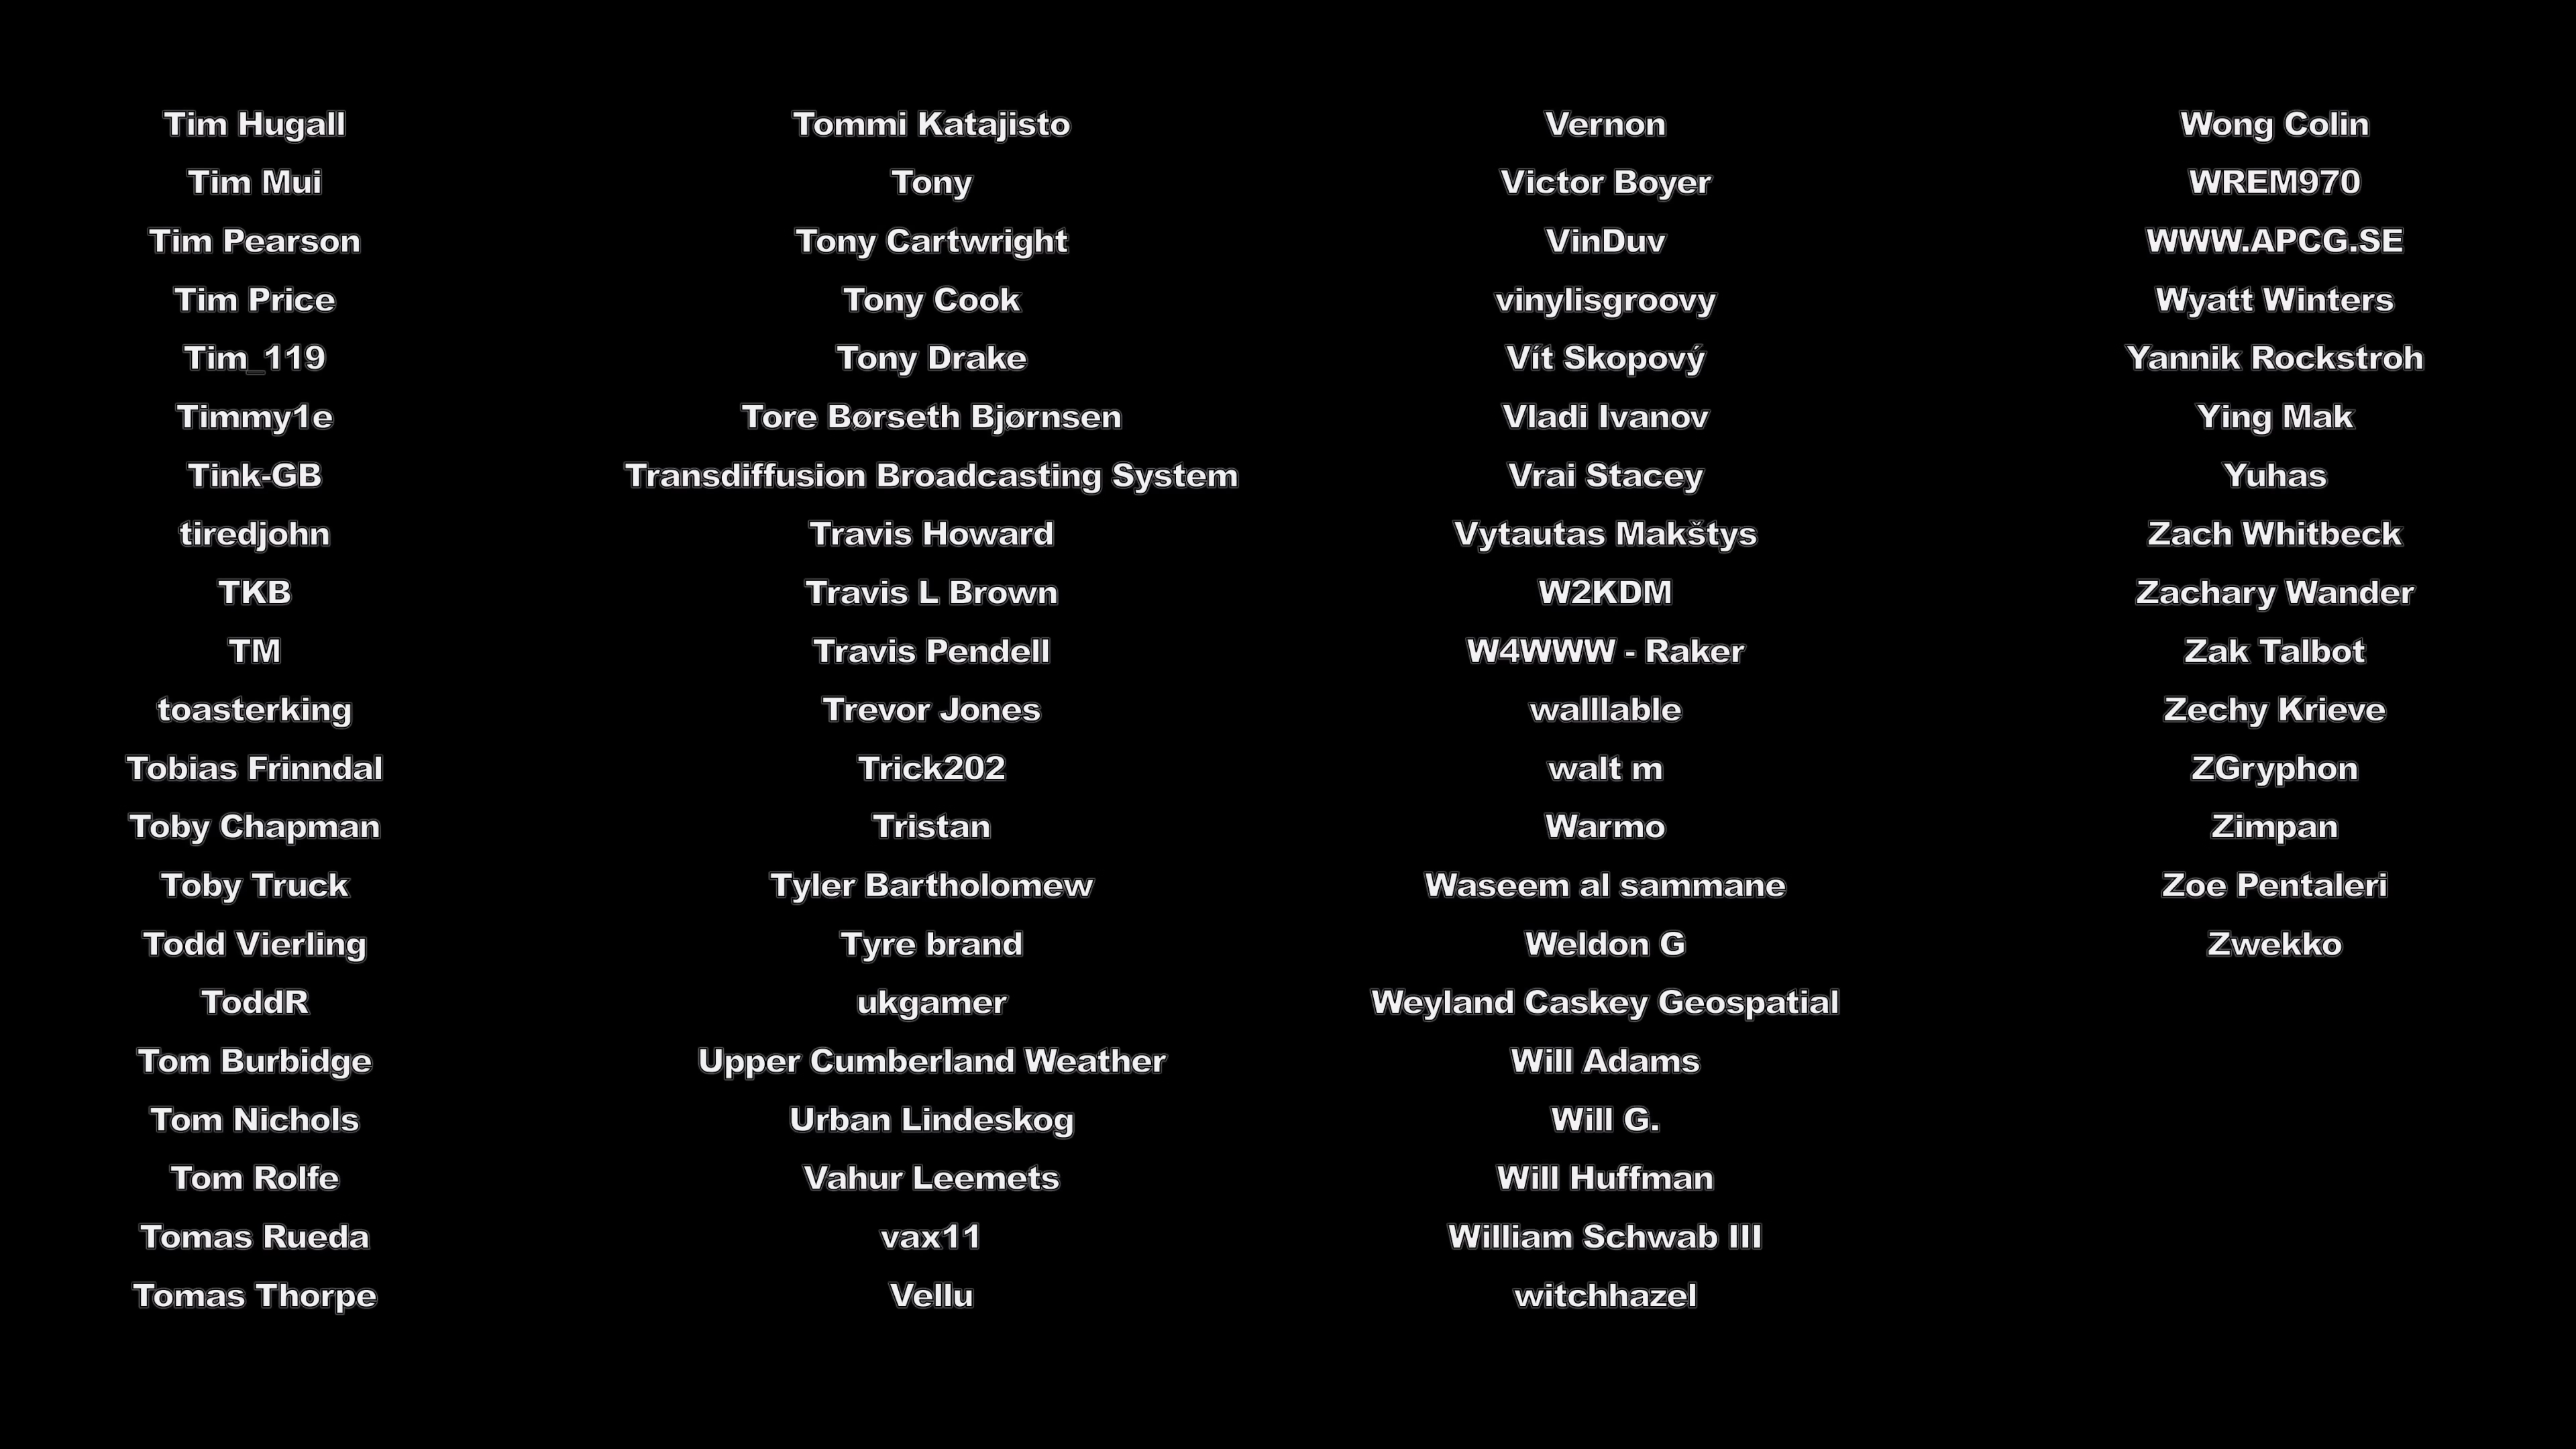 Tim Hugall
Tim Mui
Tim Pearson
Tim Price
Tim_119
Timmy1e
Tink-GB
tiredjohn
TKB
TM
toasterking
Tobias Frinndal
Toby Chapman
Toby Truck
Todd Vierling
ToddR
Tom Burbidge
Tom Nichols
Tom Rolfe
Tomas Rueda
Tomas Thorpe
Tommi Katajisto
Tony
Tony Cartwright
Tony Cook
Tony Drake
Tore Børseth Bjørnsen
Transdiffusion Broadcasting System
Travis Howard
Travis L Brown
Travis Pendell
Trevor Jones
Trick202
Tristan
Tyler Bartholomew
Tyre brand
ukgamer
Upper Cumberland Weather
Urban Lindeskog
Vahur Leemets
vax11
Vellu
Vernon
Victor Boyer
VinDuv
vinylisgroovy
Vít Skopový
Vladi Ivanov
Vrai Stacey
Vytautas Makštys
W2KDM
W4WWW - Raker
walllable
walt m
Warmo
Waseem al sammane
Weldon G
Weyland Caskey Geospatial
Will Adams
Will G.
Will Huffman
William Schwab III
witchhazel
Wong Colin
WREM970
WWW.APCG.SE
Wyatt Winters
Yannik Rockstroh
Ying Mak
Yuhas
Zach Whitbeck
Zachary Wander
Zak Talbot
Zechy Krieve
ZGryphon
Zimpan
Zoe Pentaleri
Zwekko